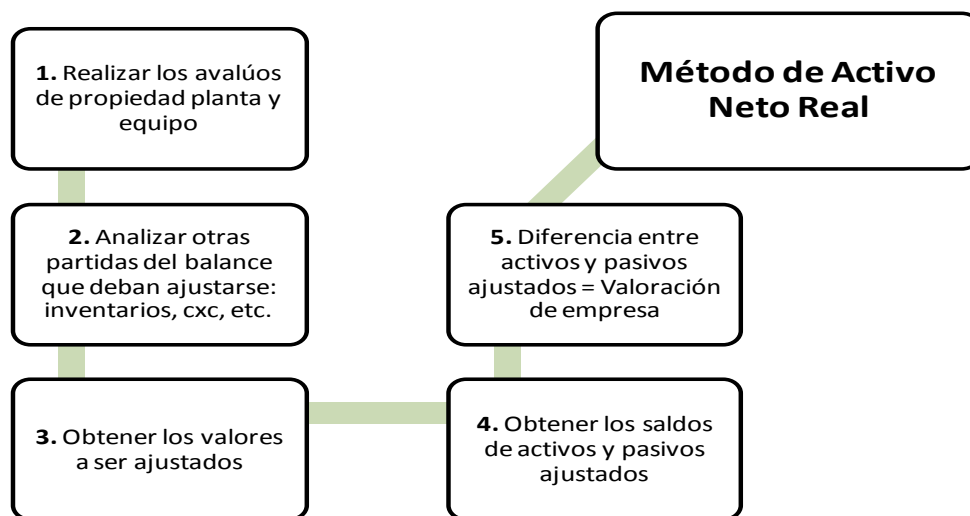 1. Realizar los avalúos
de propiedad planta y
equipo
2. Analizar otras
partidas del balance
que deban ajustarse:
inventarios, cxc, etc.
3. Obtener los valores
a ser ajustados
4. Obtener los saldos
de activos y pasivos
ajustados
5. Diferencia entre
activos y pasivos
ajustados = Valoración
de empresa
Método de Activo
Neto Real